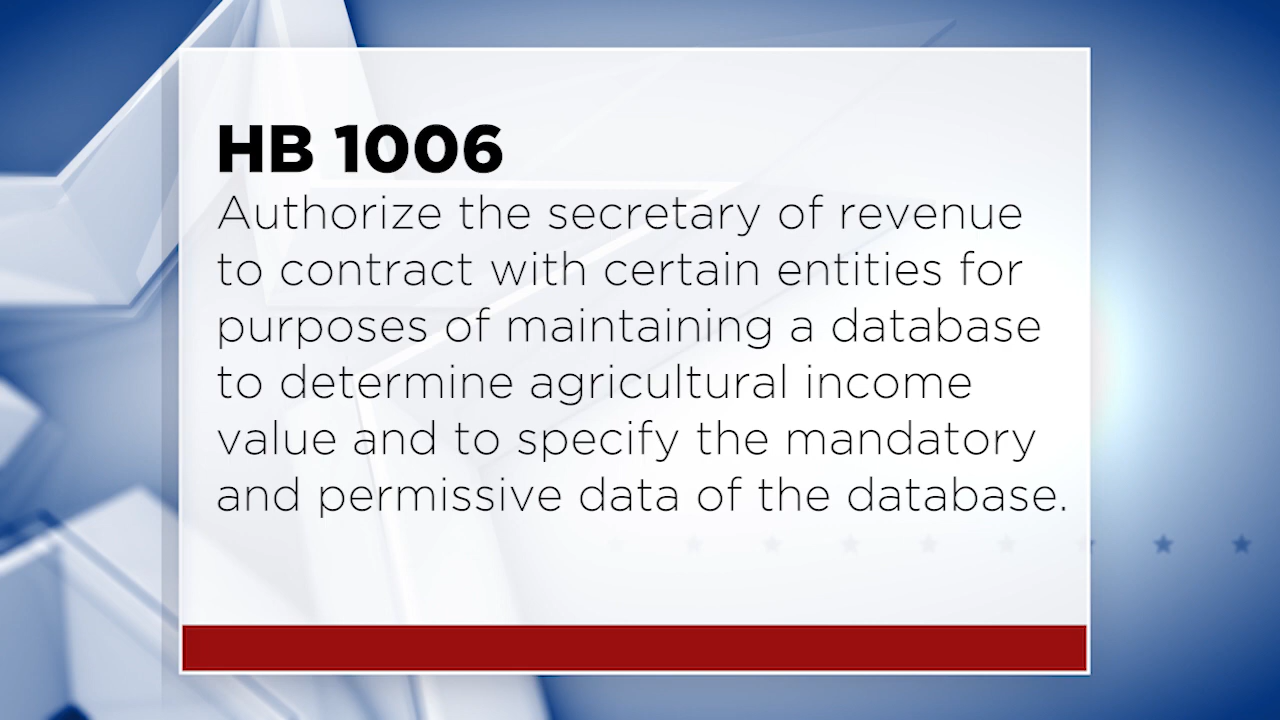 HB 1006
Authorize the secretary of revenue
to contract with certain entities for
purposes of maintaining a database
to determine agricultural income
value and to specify the mandatory
and permissive data of the database.